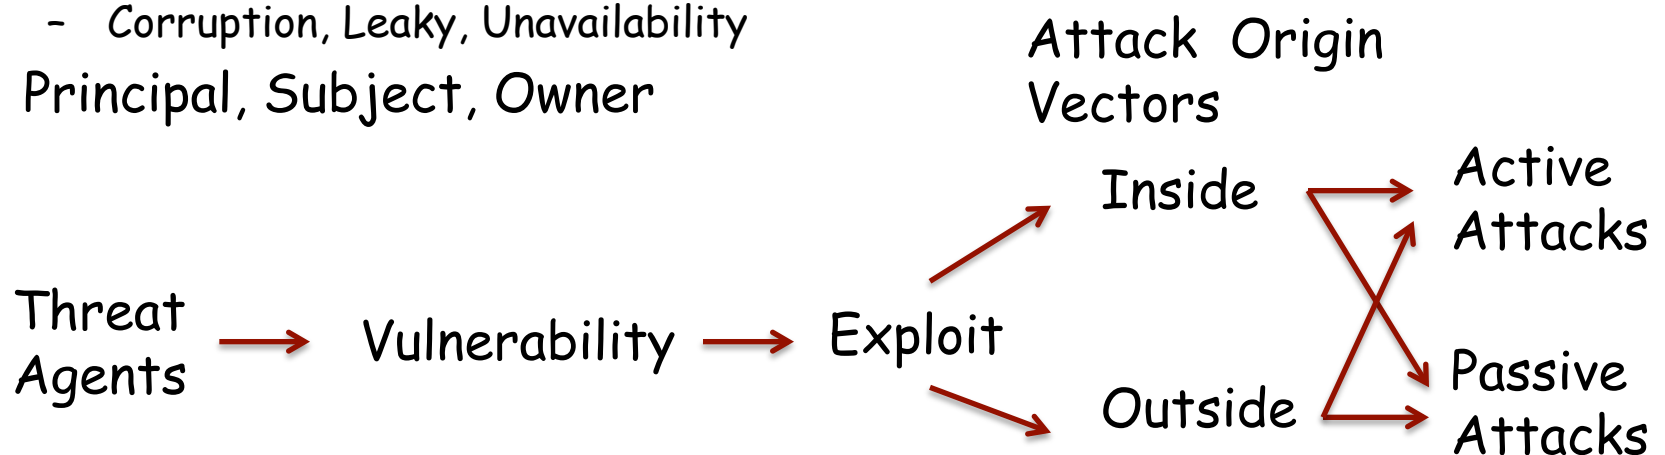 - Corruption, Leaky, Unavailability
Principal, Subject, Owner
Attack Origin
Vectors
Threat
Agents
Vulnerability
Exploit
Inside
Outside
Active
Attacks
Passive
Attacks